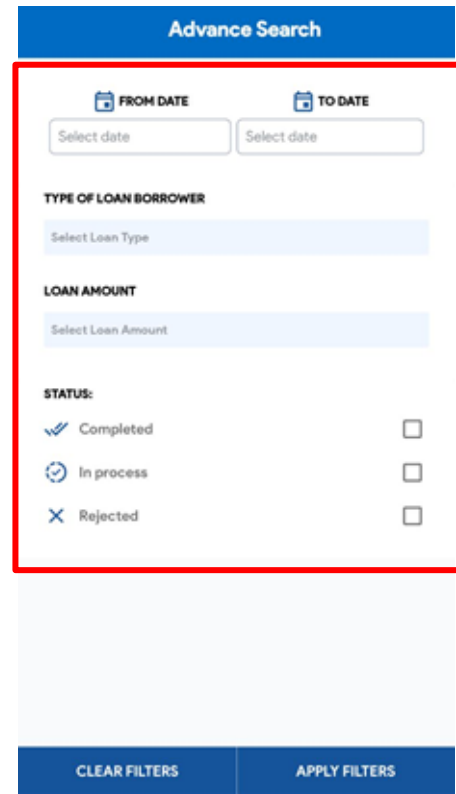 Advance Search
FROM DATE TO DATE
Select date Select date
TYPE OF LOAN BORROWER
Select Loan Type
LOAN AMOUNT
Select Loan Amount
STATUS:
Completed
In process
Rejected
CLEAR FILTERS APPLY FILTERS